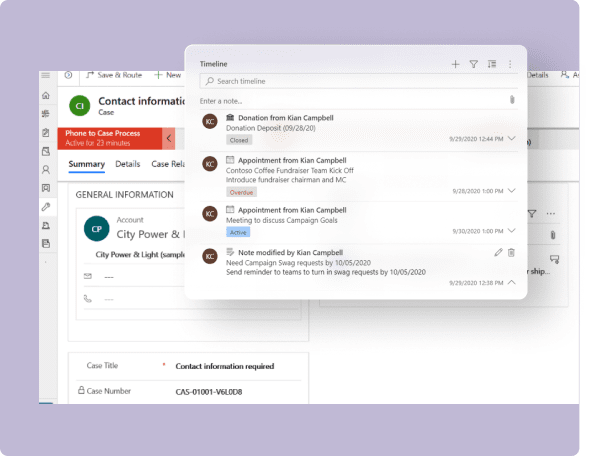 Timeline
Save & Route
New
Details
Search timeline
CI
Contact informatio
Case
Enter a note...
KC
Donation from Kian Campbell
Donation Deposit (09/28/20)
Closed
9/29/2020 12:44 PM
Phone to Case Process
Active for 23 minutes
Summary
Details
Case Rela
KC
Appointment from Kian Campbell
Contoso Coffee Fundraiser Team Kick Off
Introduce fundraiser chairman and MC
Overdue
9/28/2020 1:00 PM
GENERAL INFORMATION
KC
Appointment from Kian Campbell
Meeting to discuss Campaign Goals
Active
9/30/2020 1:00 PM
CP
Account
City Power & l
City Power & Light (sample
KC
Note modified by Kian Campbell
Need Campaign Swag requests by 10/05/2020
Send reminder to teams to turn in swag requests by 10/05/2020
9/29/2020 12:38 PM
r ship...
---
---
Case Title
*
Contact information required
Case Number
CAS-01001-V6L0D8